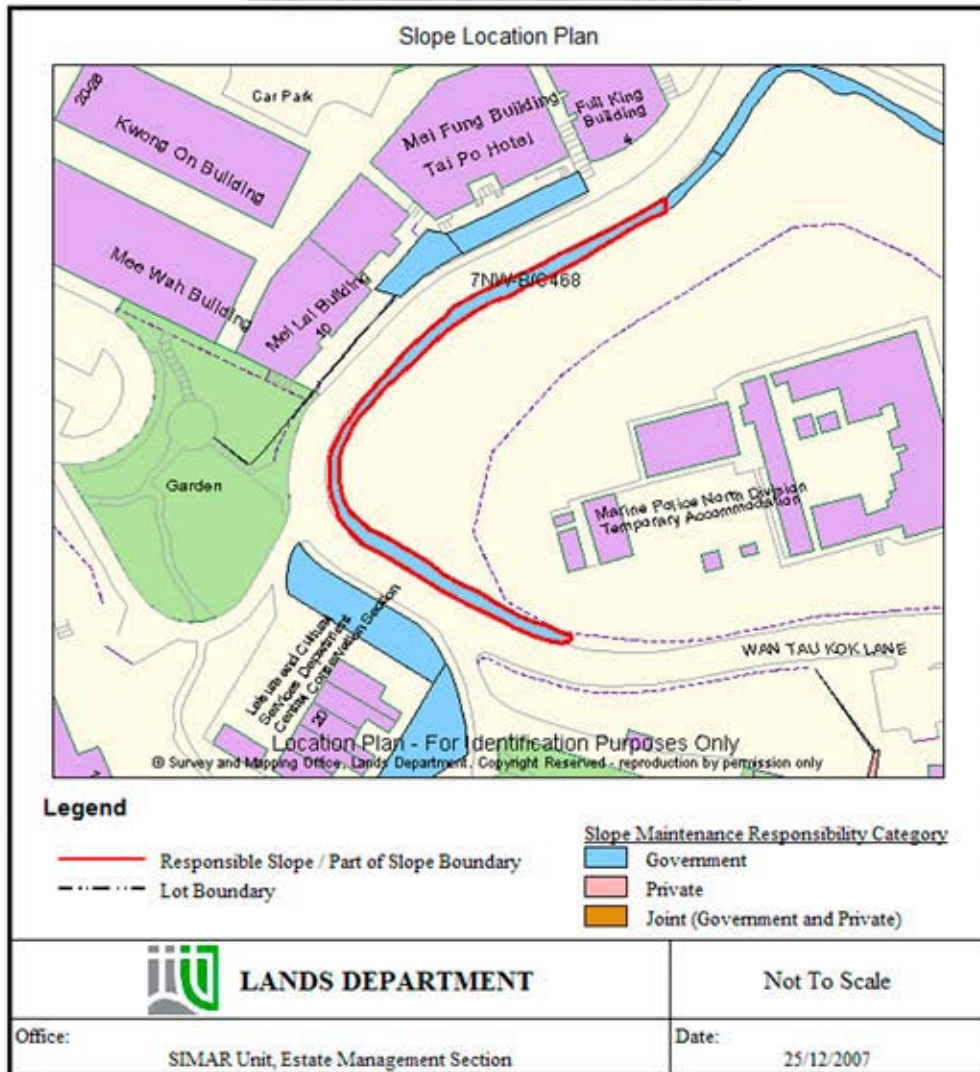 Slope Location Plan
20-28
Car Park
Kwong On Building
Mei Fung Building
Tai Po Hotel
Full King
Building
4
Mee Wah Building
Mei Lai Building
10
7NW-B/C468
Garden
Marine Police North Division
Temporary Accommodation
Leisure and Cultural
Services Department
Central Conservation Section
20
WAN TAU KOK LANE
Location Plan - For Identification Purposes Only
© Survey and Mapping Office, Lands Department, Copyright Reserved - reproduction by permission only
Legend
Responsible Slope / Part of Slope Boundary
Lot Boundary
Slope Maintenance Responsibility Category
Government
Private
Joint (Government and Private)
LANDS DEPARTMENT
Not To Scale
Office:
SIMAR Unit, Estate Management Section
Date:
25/12/2007